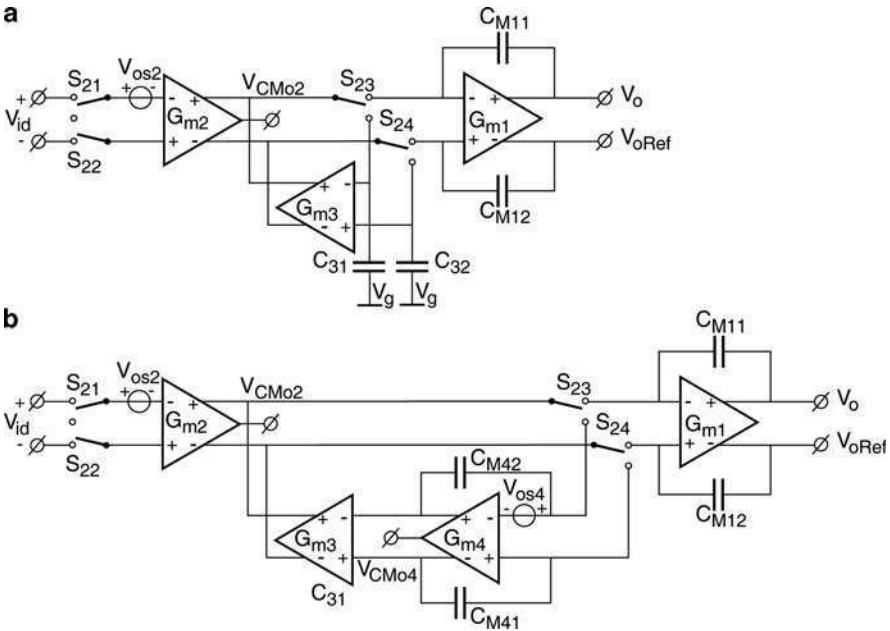 a
C_M11
S_21
V_os2
V_CMo2
S_23
+
+ -
-
+
-
+
V_o
V_id
G_m2
S_24
G_m1
-
+
-
+
-
V_oRef
S_22
+
-
G_m3
-
+
C_M12
C_31
C_32
V_g
V_g
b
C_M11
S_21
V_os2
V_CMo2
S_23
+
+ -
-
+
-
+
V_o
V_id
G_m2
S_24
G_m1
-
+
-
+
-
V_oRef
S_22
C_M42
V_os4
C_M12
+
-
+
-
- +
G_m3
G_m4
-
+
-
+
V_CMo4
C_31
C_M41